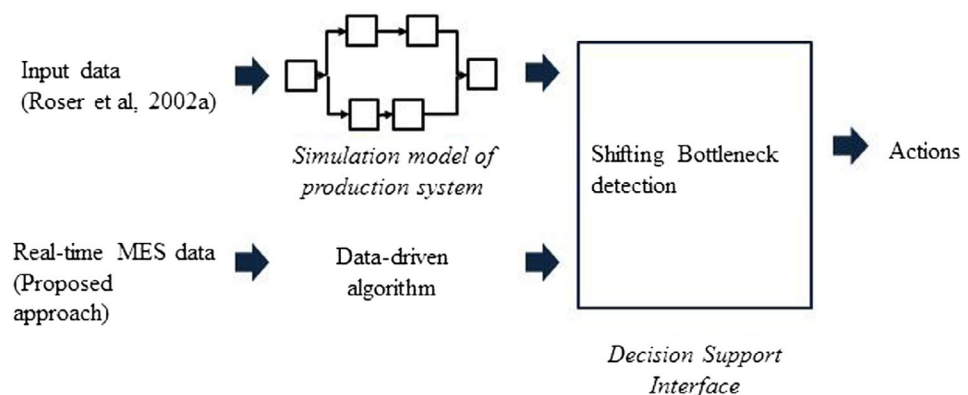 Input data
(Roser et al, 2002a)
Simulation model of
production system
Shifting Bottleneck
detection
Actions
Real-time MES data
(Proposed
approach)
Data-driven
algorithm
Decision Support
Interface